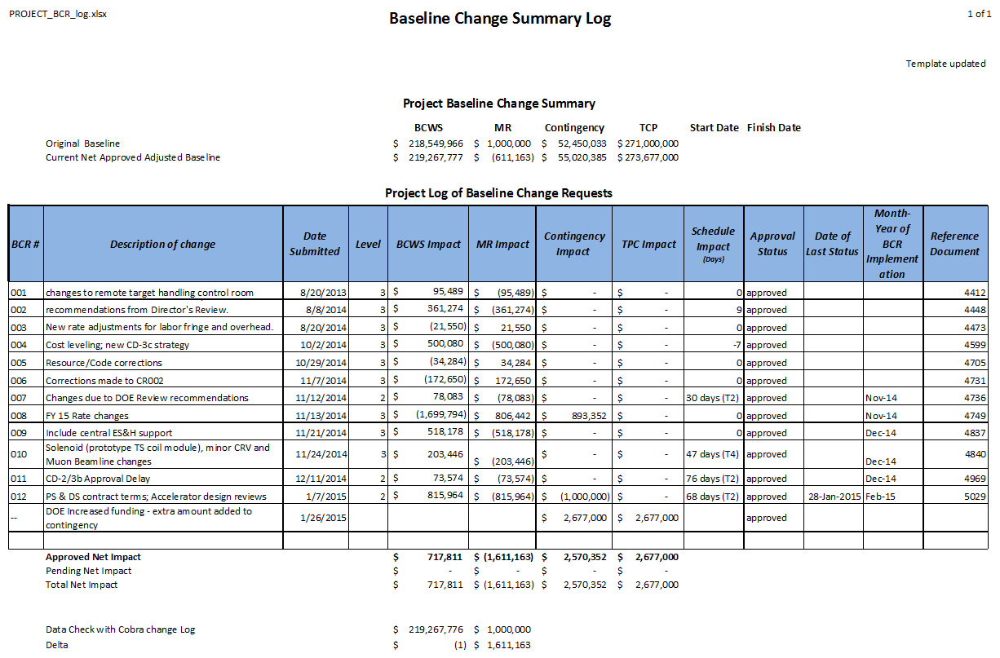 PROJECT_BCR_log.xlsx Baseline Change Summary Log 1 of 1
Template updated
Project Baseline Change Summary
BCWS MR Contingency TCP Start Date Finish Date
Original Baseline $ 218,549,966 $ 1,000,000 $ 52,450,033 $ 271,000,000
Current Net Approved Adjusted Baseline $ 219,267,777 $ (611,163) $ 55,020,385 $ 273,677,000
Project Log of Baseline Change Requests
BCR # Description of change Date Submitted Level BCWS Impact MR Impact Contingency Impact TPC Impact Schedule Impact (Days) Approval Status Date of Last Status Month-Year of BCR Implementation Reference Document
001 changes to remote target handling control room 8/20/2013 3 $ 95,489 $ (95,489) $ - $ - 0 approved 4412
002 recommendations from Director's Review. 8/8/2014 3 $ 361,274 $ (361,274) $ - $ - 9 approved 4448
003 New rate adjustments for labor fringe and overhead. 8/20/2014 3 $ (21,550) $ 21,550 $ - $ - 0 approved 4473
004 Cost leveling; new CD-3c strategy 10/2/2014 3 $ 500,080 $ (500,080) $ - $ - -7 approved 4599
005 Resource/Code corrections 10/29/2014 3 $ (34,284) $ 34,284 $ - $ - 0 approved 4705
006 Corrections made to CR002 11/7/2014 3 $ (172,650) $ 172,650 $ - $ - 0 approved 4731
007 Changes due to DOE Review recommendations 11/12/2014 2 $ 78,083 $ (78,083) $ - $ - 30 days (T2) approved Nov-14 4736
008 FY 15 Rate changes 11/13/2014 3 $ (1,699,794) $ 806,442 $ 893,352 $ - 0 approved Nov-14 4749
009 Include central ES&H support 11/21/2014 3 $ 518,178 $ (518,178) $ - $ - 0 approved Dec-14 4837
010 Solenoid (prototype TS coil module), minor CRV and Muon Beamline changes 11/24/2014 3 $ 203,446 $ (203,446) $ - $ - 47 days (T4) approved Dec-14 4840
011 CD-2/3b Approval Delay 12/11/2014 2 $ 73,574 $ (73,574) $ - $ - 76 days (T2) approved Dec-14 4969
012 PS & DS contract terms; Accelerator design reviews 1/7/2015 2 $ 815,964 $ (815,964) $ (1,000,000) $ - 68 days (T2) approved 28-Jan-2015 Feb-15 5029
-- DOE Increased funding - extra amount added to contingency 1/26/2015 $ 2,677,000 $ 2,677,000 approved
Approved Net Impact $ 717,811 $ (1,611,163) $ 2,570,352 $ 2,677,000
Pending Net Impact $ - $ - $ - $ -
Total Net Impact $ 717,811 $ (1,611,163) $ 2,570,352 $ 2,677,000
Data Check with Cobra change Log $ 219,267,776 $ 1,000,000
Delta $ (1) $ 1,611,163